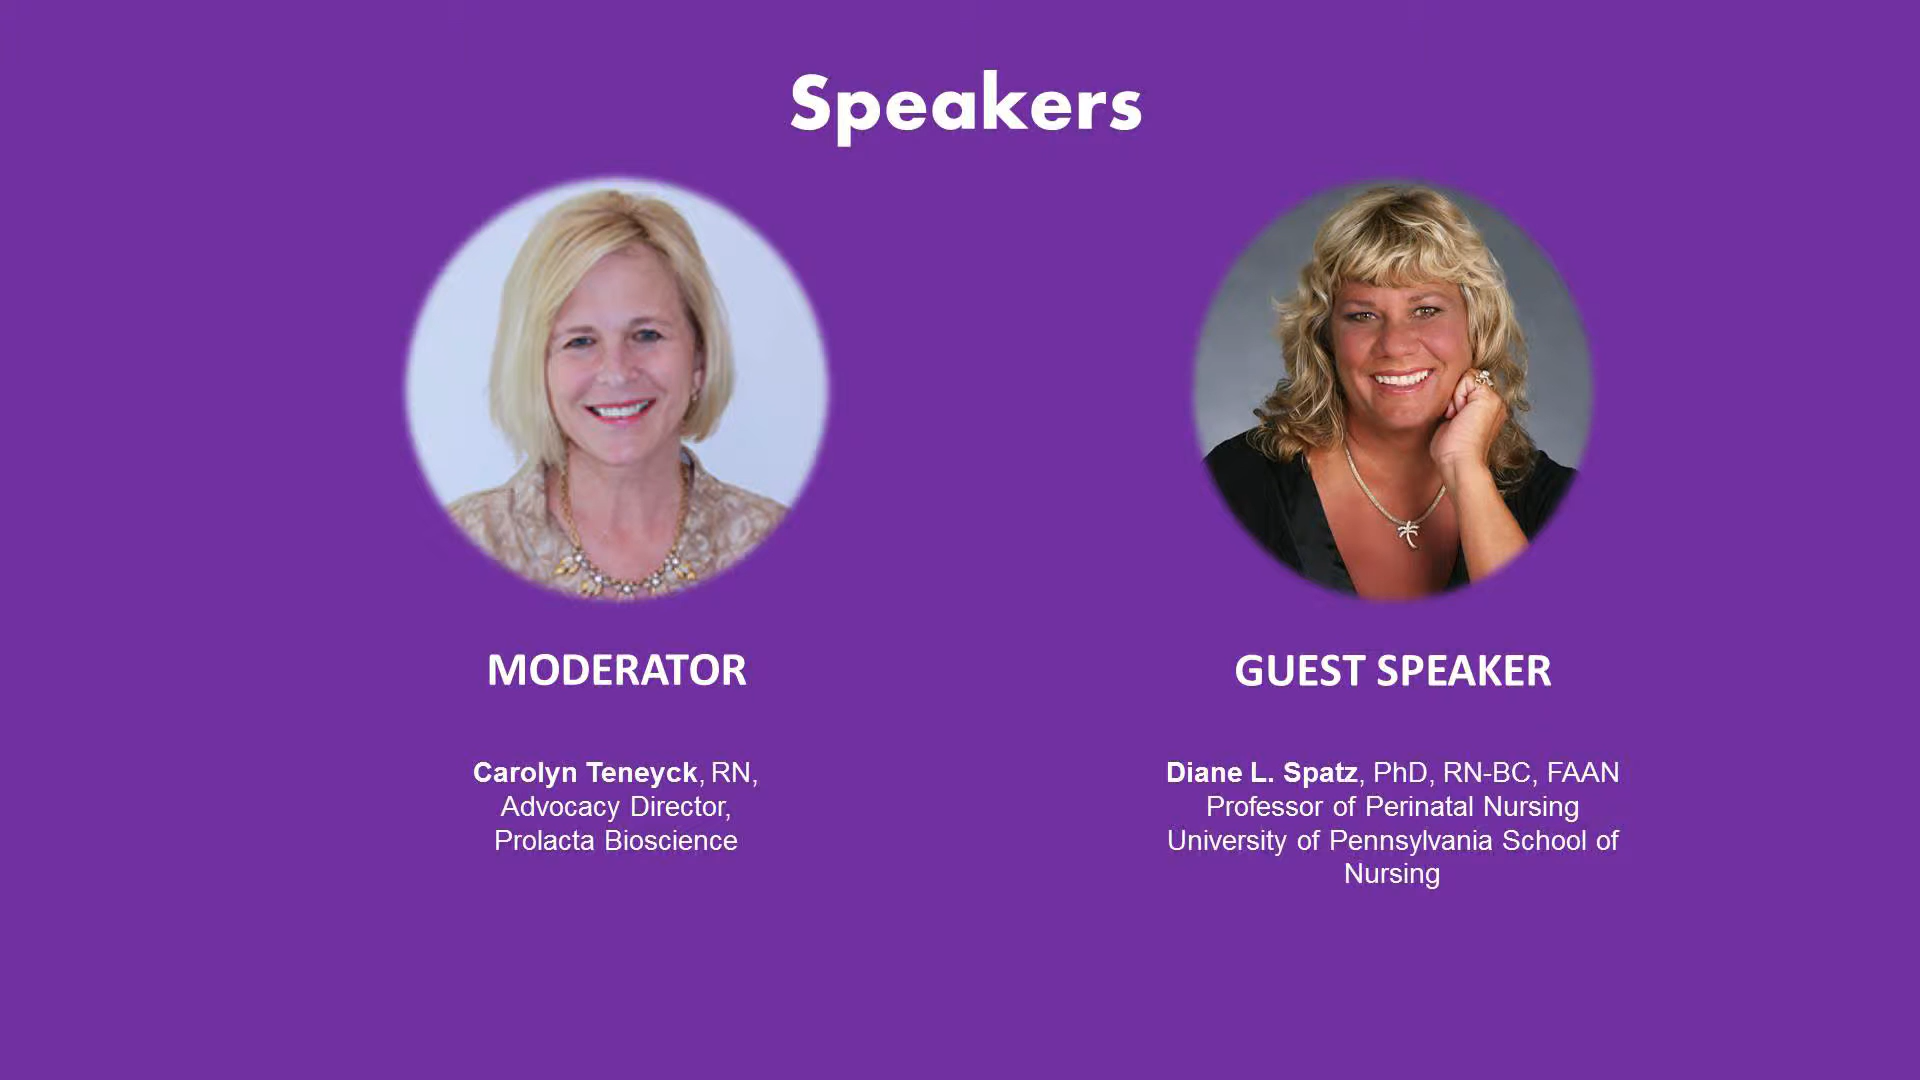 Speakers
MODERATOR
Carolyn Teneyck, RN,
Advocacy Director,
Prolacta Bioscience
GUEST SPEAKER
Diane L. Spatz, PhD, RN-BC, FAAN
Professor of Perinatal Nursing
University of Pennsylvania School of
Nursing